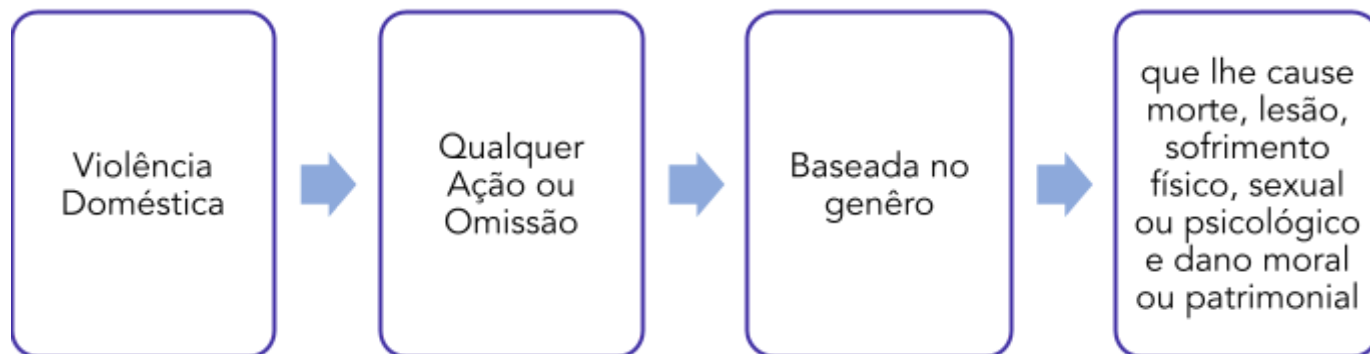 Violência
Doméstica
Qualquer
Ação ou
Omissão
Baseada no
genêro
que lhe cause
morte, lesão,
sofrimento
físico, sexual
ou psicológico
e dano moral
ou patrimonial